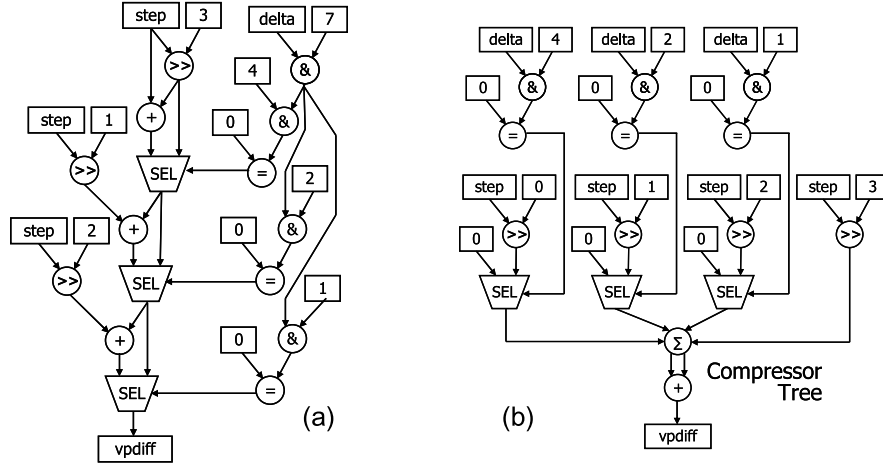 step 3 delta 7
>>
&
4
+
0
&
step 1
SEL
=
>>
2
step 2
+
0
&
>>
SEL
=
1
+
0
&
SEL
=
(a)
vpdiff
delta 4 delta 2 delta 1
0 & 0 & 0 &
= = =
step 0 step 1 step 2 step 3
0 >> 0 >> 0 >> >>
SEL SEL SEL
Σ
Compressor
Tree
+
(b)
vpdiff